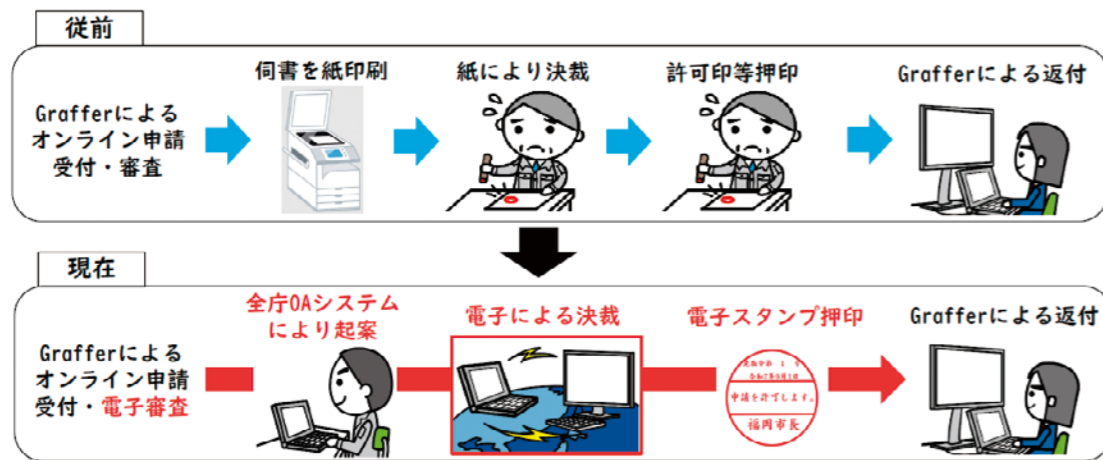 従前
伺書を紙印刷
紙により決裁
許可印等押印
Grafferによる返付
Grafferによる
オンライン申請
受付・審査
現在
全庁OAシステム
により起案
電子による決裁
電子スタンプ押印
Grafferによる返付
Grafferによる
オンライン申請
受付・電子審査
申請を許可します。
福岡市長